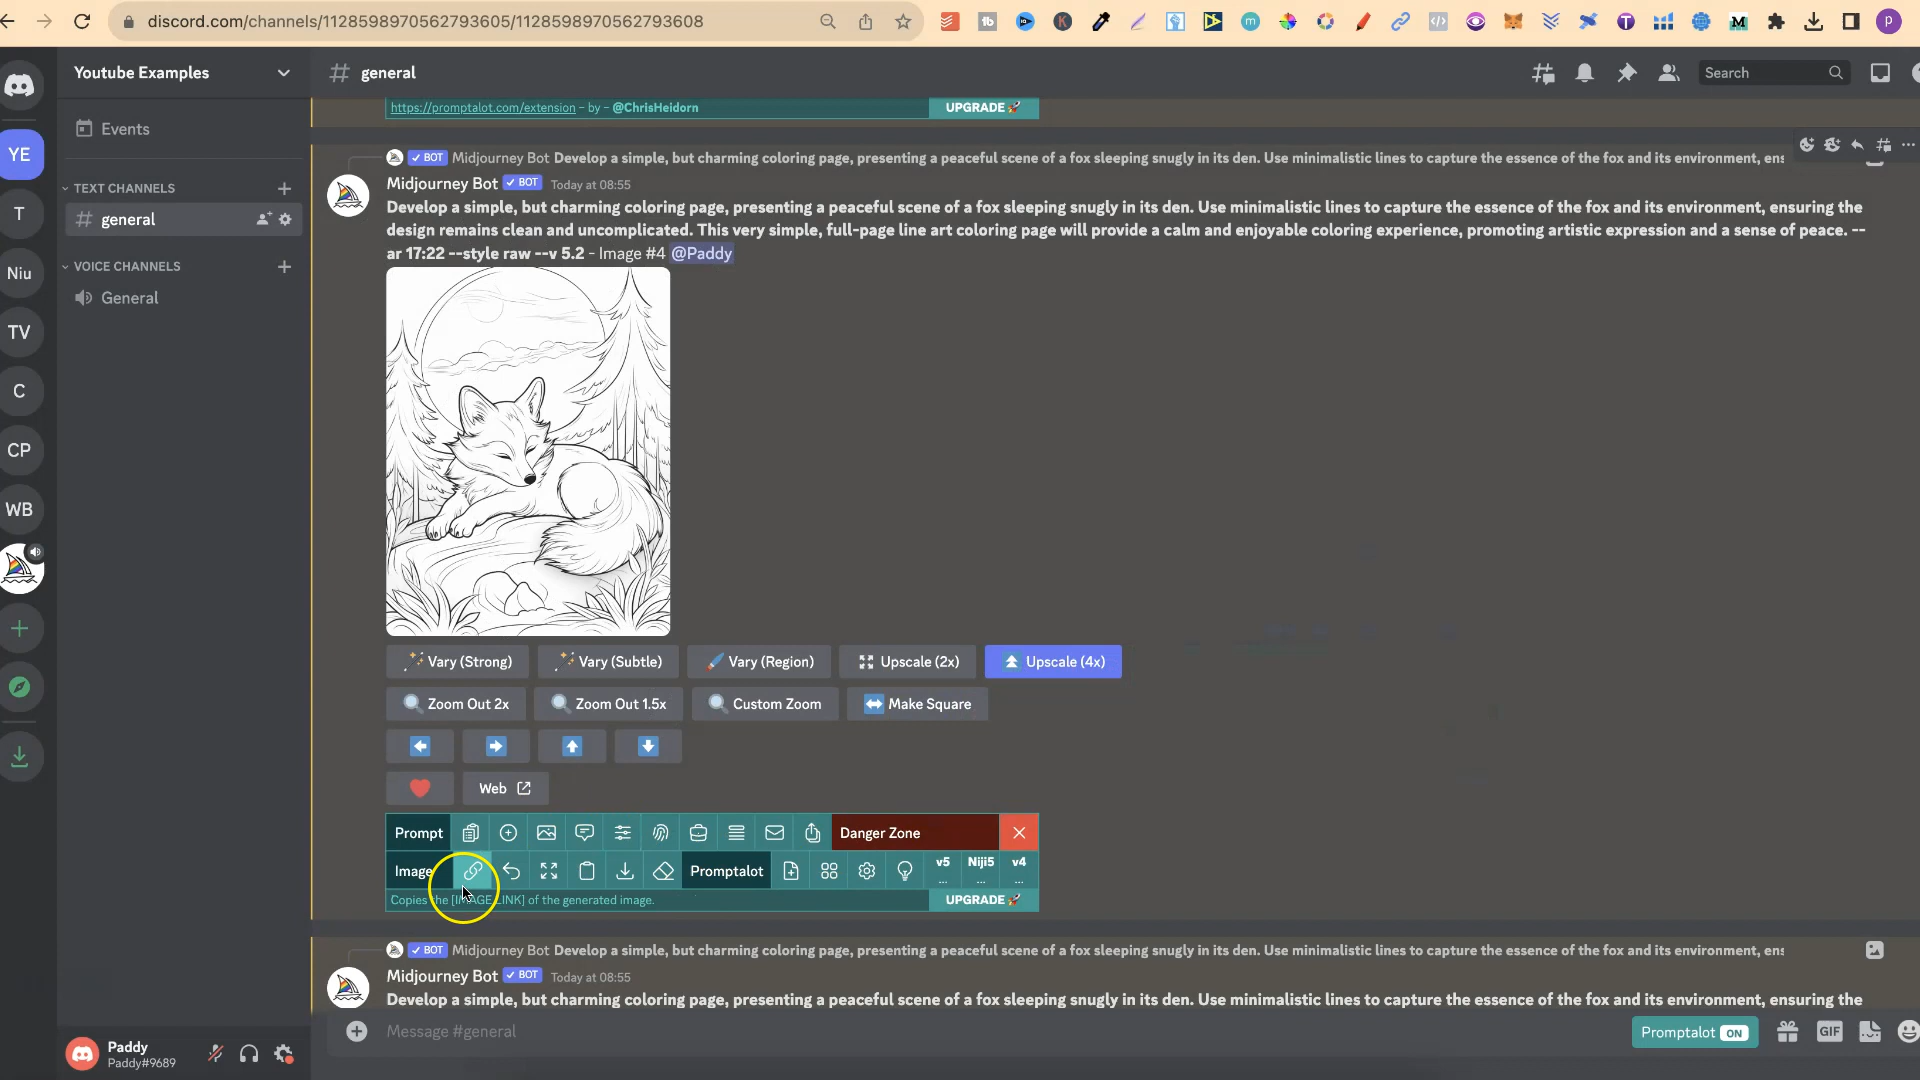 discord.com/channels/1128598970562793605/1128598970562793608
Youtube Examples
general
Search
https://promptalot.com/extension – by – @ChrisHeidorn
UPGRADE 🚀
Events
YE
BOT Midjourney Bot Develop a simple, but charming coloring page, presenting a peaceful scene of a fox sleeping snugly in its den. Use minimalistic lines to capture the essence of the fox and its environment, ens
TEXT CHANNELS
Midjourney Bot BOT Today at 08:55
general
T
Develop a simple, but charming coloring page, presenting a peaceful scene of a fox sleeping snugly in its den. Use minimalistic lines to capture the essence of the fox and its environment, ensuring the
design remains clean and uncomplicated. This very simple, full-page line art coloring page will provide a calm and enjoyable coloring experience, promoting artistic expression and a sense of peace. --
ar 17:22 --style raw --v 5.2 - Image #4 @Paddy
VOICE CHANNELS
Niu
General
TV
C
CP
WB
Vary (Strong) Vary (Subtle) Vary (Region) Upscale (2x) Upscale (4x)
Zoom Out 2x Zoom Out 1.5x Custom Zoom Make Square
Web
Prompt Danger Zone
Image Promptalot v5 ... Niji5 ... v4 ...
Copies the [IMAGE LINK] of the generated image. UPGRADE 🚀
BOT Midjourney Bot Develop a simple, but charming coloring page, presenting a peaceful scene of a fox sleeping snugly in its den. Use minimalistic lines to capture the essence of the fox and its environment, ens
Midjourney Bot BOT Today at 08:55
Develop a simple, but charming coloring page, presenting a peaceful scene of a fox sleeping snugly in its den. Use minimalistic lines to capture the essence of the fox and its environment, ensuring the
Message #general
Promptalot ON
GIF
Paddy
Paddy#9689